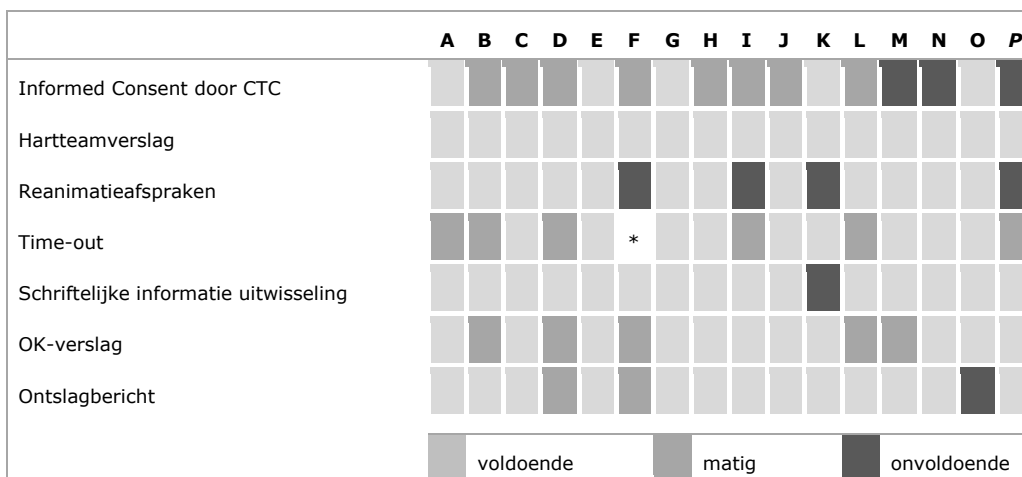 A B C D E F G H I J K L M N O P
Informed Consent door CTC
Hartteamverslag
Reanimatieafspraken
Time-out *
Schriftelijke informatie uitwisseling
OK-verslag
Ontslagbericht
voldoende matig onvoldoende